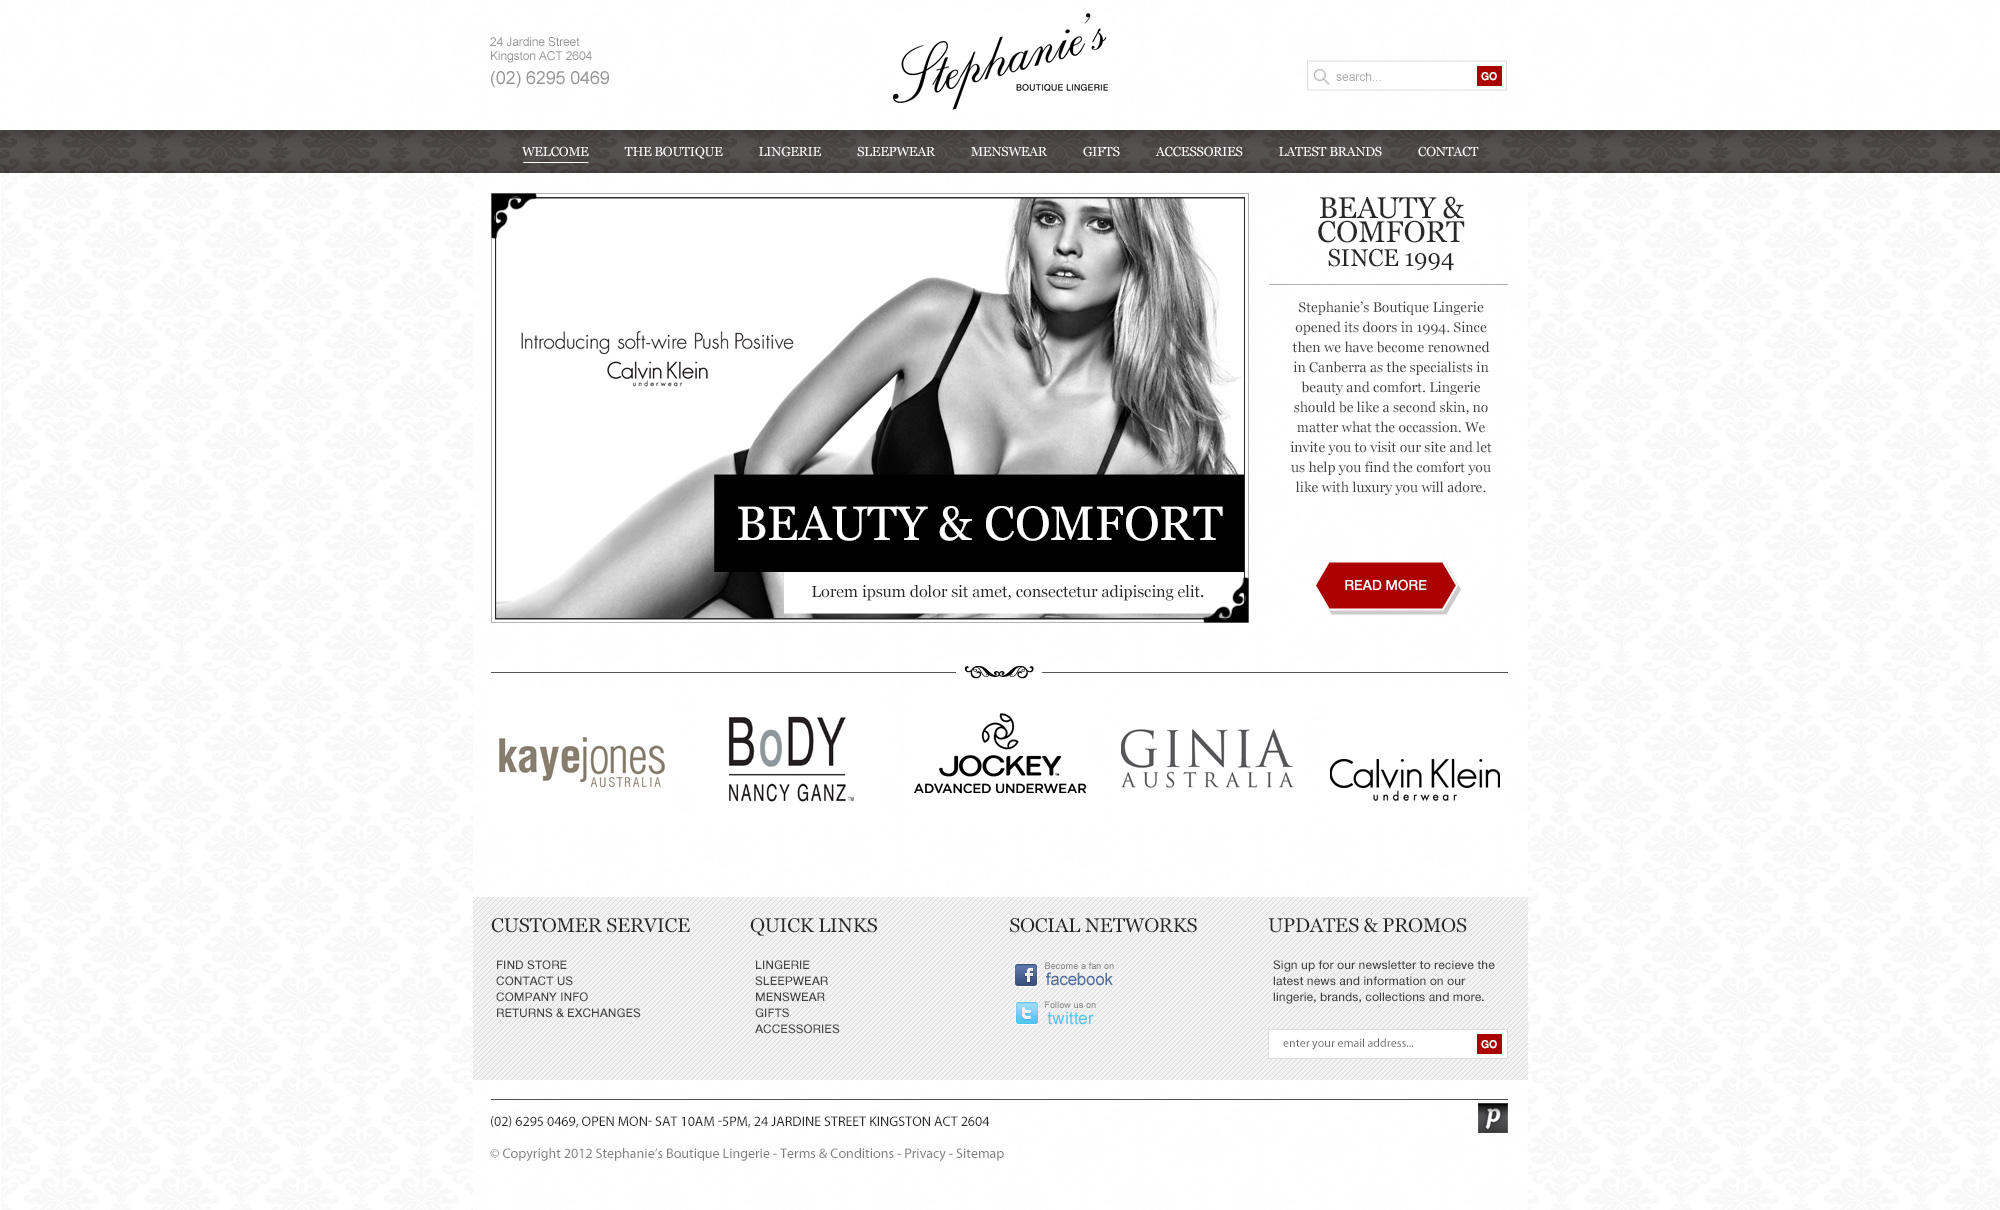 24 Jardine Street
Kingston ACT 2604
(02) 6295 0469
Stephanie's
BOUTIQUE LINGERIE
search...
GO
WELCOME
THE BOUTIQUE
LINGERIE
SLEEPWEAR
MENSWEAR
GIFTS
ACCESSORIES
LATEST BRANDS
CONTACT
Introducing soft-wire Push Positive
Calvin Klein
underwear
BEAUTY & COMFORT
Lorem ipsum dolor sit amet, consectetur adipiscing elit.
BEAUTY &
COMFORT
SINCE 1994
Stephanie's Boutique Lingerie
opened its doors in 1994. Since
then we have become renowned
in Canberra as the specialists in
beauty and comfort. Lingerie
should be like a second skin, no
matter what the occassion. We
invite you to visit our site and let
us help you find the comfort you
like with luxury you will adore.
READ MORE
kayejones
AUSTRALIA
BoDY
NANCY GANZ™
JOCKEY™
ADVANCED UNDERWEAR
GINIA
AUSTRALIA
Calvin Klein
underwear
CUSTOMER SERVICE
FIND STORE
CONTACT US
COMPANY INFO
RETURNS & EXCHANGES
QUICK LINKS
LINGERIE
SLEEPWEAR
MENSWEAR
GIFTS
ACCESSORIES
SOCIAL NETWORKS
Become a fan on
facebook
Follow us on
twitter
UPDATES & PROMOS
Sign up for our newsletter to recieve the
latest news and information on our
lingerie, brands, collections and more.
enter your email address...
GO
(02) 6295 0469, OPEN MON- SAT 10AM -5PM, 24 JARDINE STREET KINGSTON ACT 2604
p
© Copyright 2012 Stephanie's Boutique Lingerie - Terms & Conditions - Privacy - Sitemap